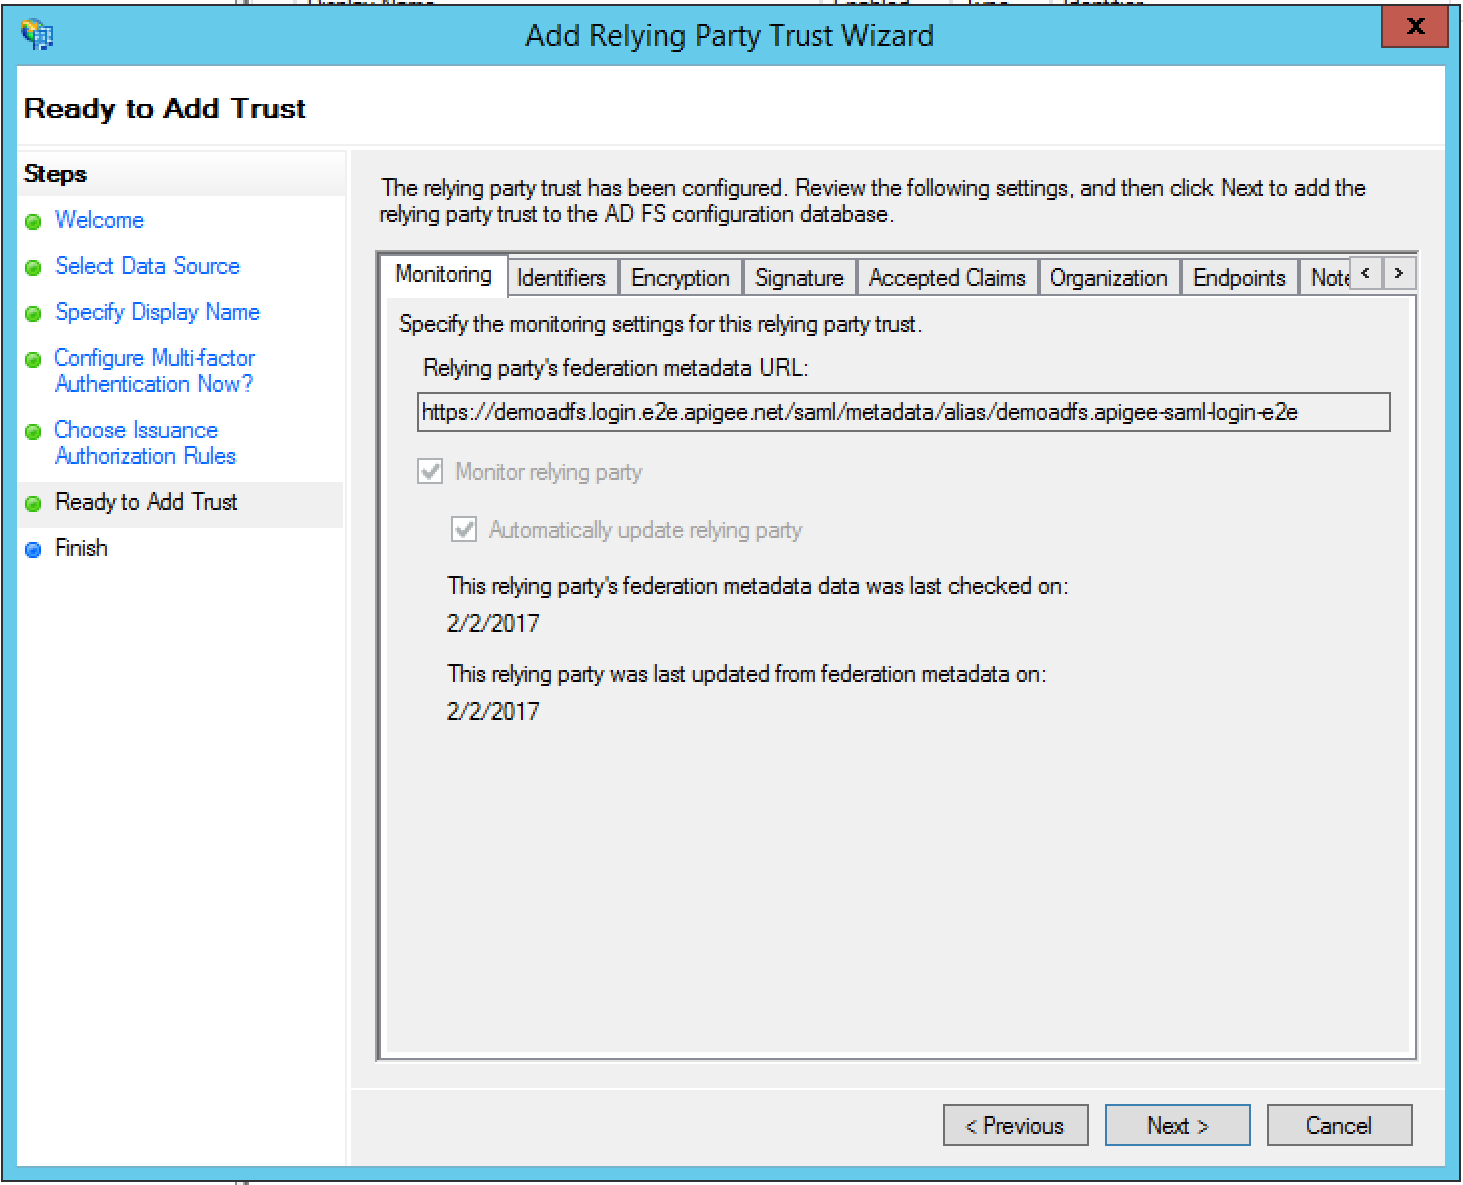 Add Relying Party Trust Wizard
X
Ready to Add Trust
Steps
Welcome
Select Data Source
Specify Display Name
Configure Multi-factor
Authentication Now?
Choose Issuance
Authorization Rules
Ready to Add Trust
Finish
The relying party trust has been configured. Review the following settings, and then click Next to add the
relying party trust to the AD FS configuration database.
Monitoring Identifiers Encryption Signature Accepted Claims Organization Endpoints Note < >
Specify the monitoring settings for this relying party trust.
Relying party's federation metadata URL:
https://demoadfs.login.e2e.apigee.net/saml/metadata/alias/demoadfs.apigee-saml-login-e2e
Monitor relying party
Automatically update relying party
This relying party's federation metadata data was last checked on:
2/2/2017
This relying party was last updated from federation metadata on:
2/2/2017
< Previous Next > Cancel